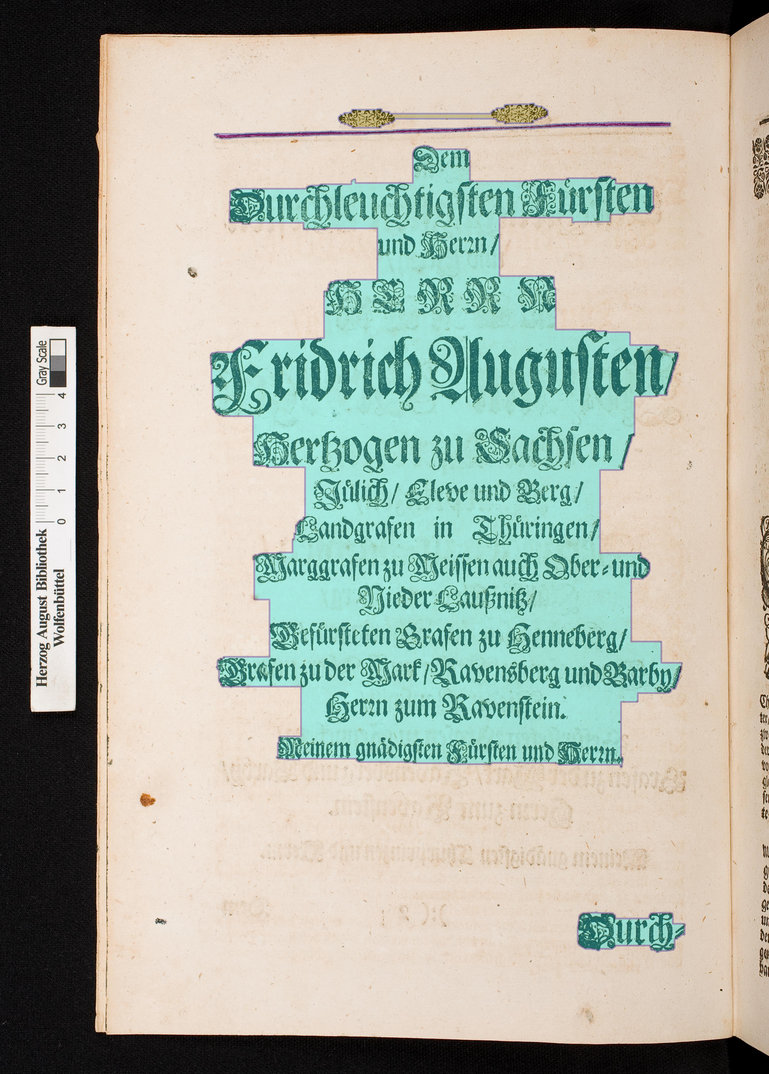 Dem
Durchleuchtigsten Fürsten
und Herrn/
HERRN N
Fridrich Augusten/
Hertzogen zu Sachsen/
Jülich/ Cleve und Berg/
Landgrafen in Thüringen/
Marggrafen zu Meissen auch Ober-und
Nieder Laußnitz/
Gefürsteten Grafen zu Henneberg/
Grafen zu der Mark/Ravensberg und Barby/
Herrn zum Ravenstein.
Meinem gnädigsten Fürsten und Herrn.
Durch-
Herzog August Bibliothek
Wolfenbüttel
0 1 2 3 4
Gray Scale